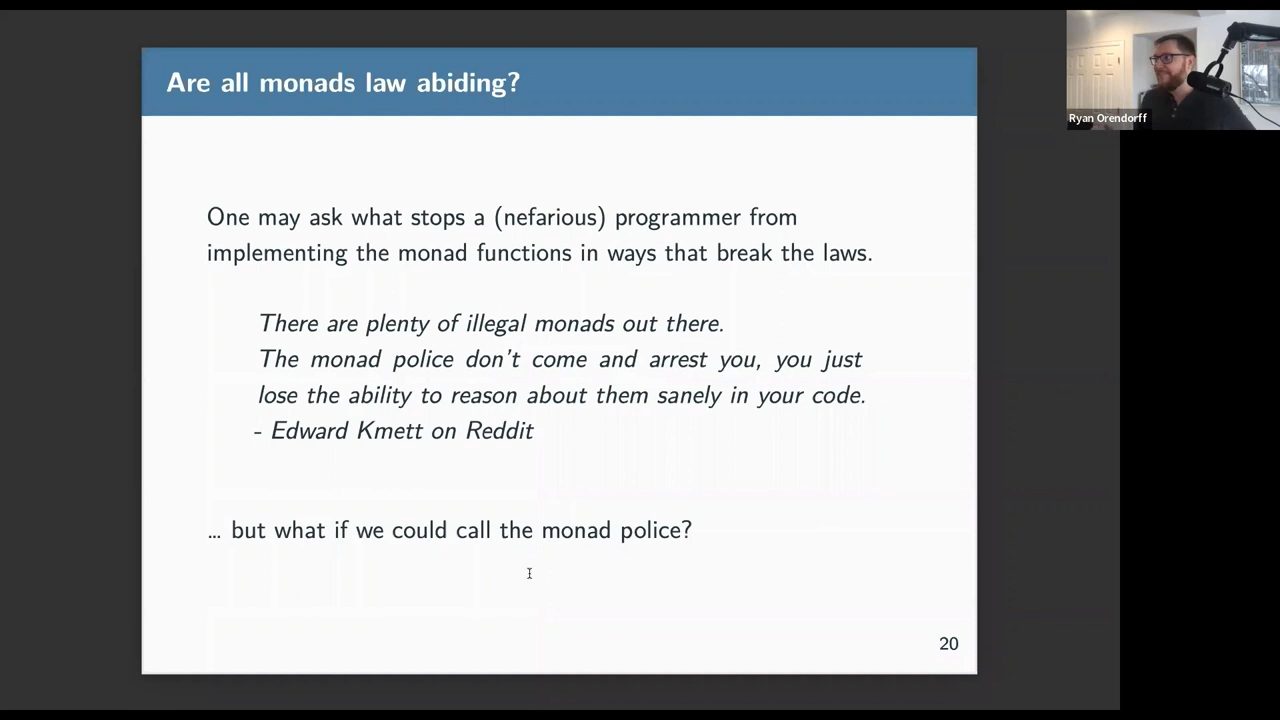 Are all monads law abiding?
One may ask what stops a (nefarious) programmer from
implementing the monad functions in ways that break the laws.
There are plenty of illegal monads out there.
The monad police don't come and arrest you, you just
lose the ability to reason about them sanely in your code.
- Edward Kmett on Reddit
... but what if we could call the monad police?
20
Ryan Orendorff